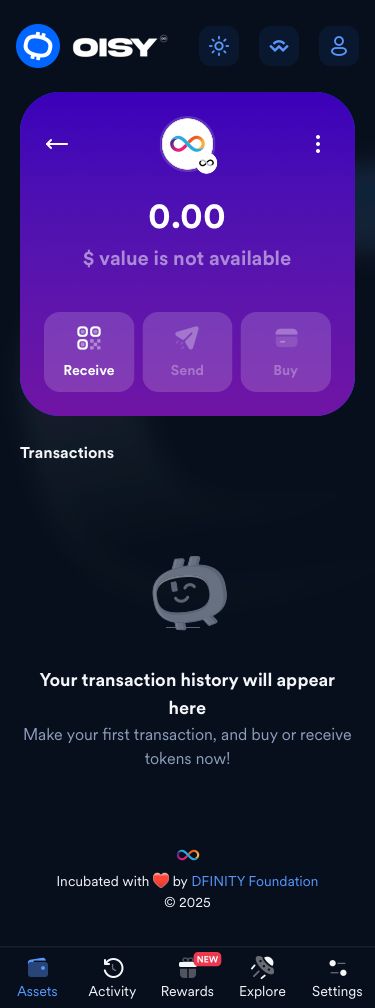 OISY
0.00
$ value is not available
Receive
Send
Buy
Transactions
Your transaction history will appear
here
Make your first transaction, and buy or receive
tokens now!
Incubated with ❤️ by DFINITY Foundation
© 2025
NEW
Assets
Activity
Rewards
Explore
Settings